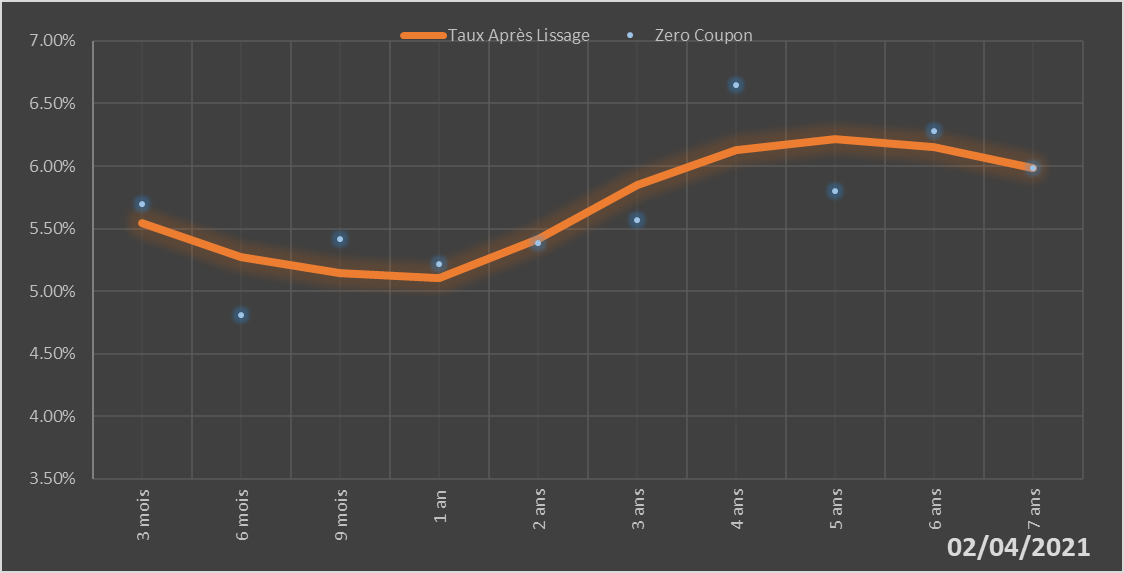 Taux Après Lissage Zero Coupon
7.00%
6.50%
6.00%
5.50%
5.00%
4.50%
4.00%
3.50%
3 mois
6 mois
9 mois
1 an
2 ans
3 ans
4 ans
5 ans
6 ans
7 ans
02/04/2021